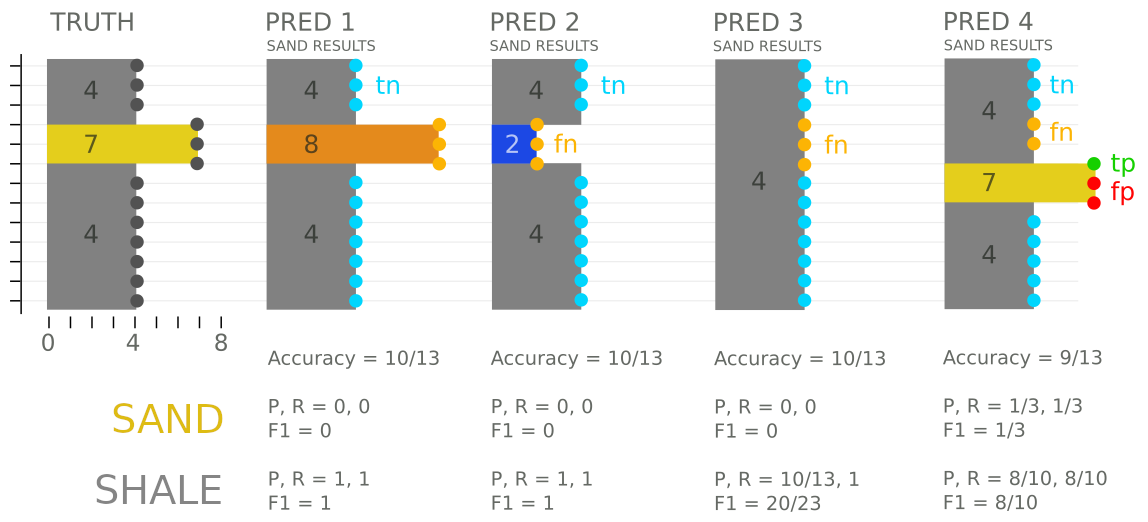 TRUTH
PRED 1
SAND RESULTS
PRED 2
SAND RESULTS
PRED 3
SAND RESULTS
PRED 4
SAND RESULTS
4
7
4
0 4 8
4
tn
8
4
4
tn
2
fn
4
tn
fn
4
tn
4
fn
tp
7
fp
4
Accuracy = 10/13
Accuracy = 10/13
Accuracy = 10/13
Accuracy = 9/13
SAND
P, R = 0, 0
F1 = 0
P, R = 0, 0
F1 = 0
P, R = 0, 0
F1 = 0
P, R = 1/3, 1/3
F1 = 1/3
SHALE
P, R = 1, 1
F1 = 1
P, R = 1, 1
F1 = 1
P, R = 10/13, 1
F1 = 20/23
P, R = 8/10, 8/10
F1 = 8/10